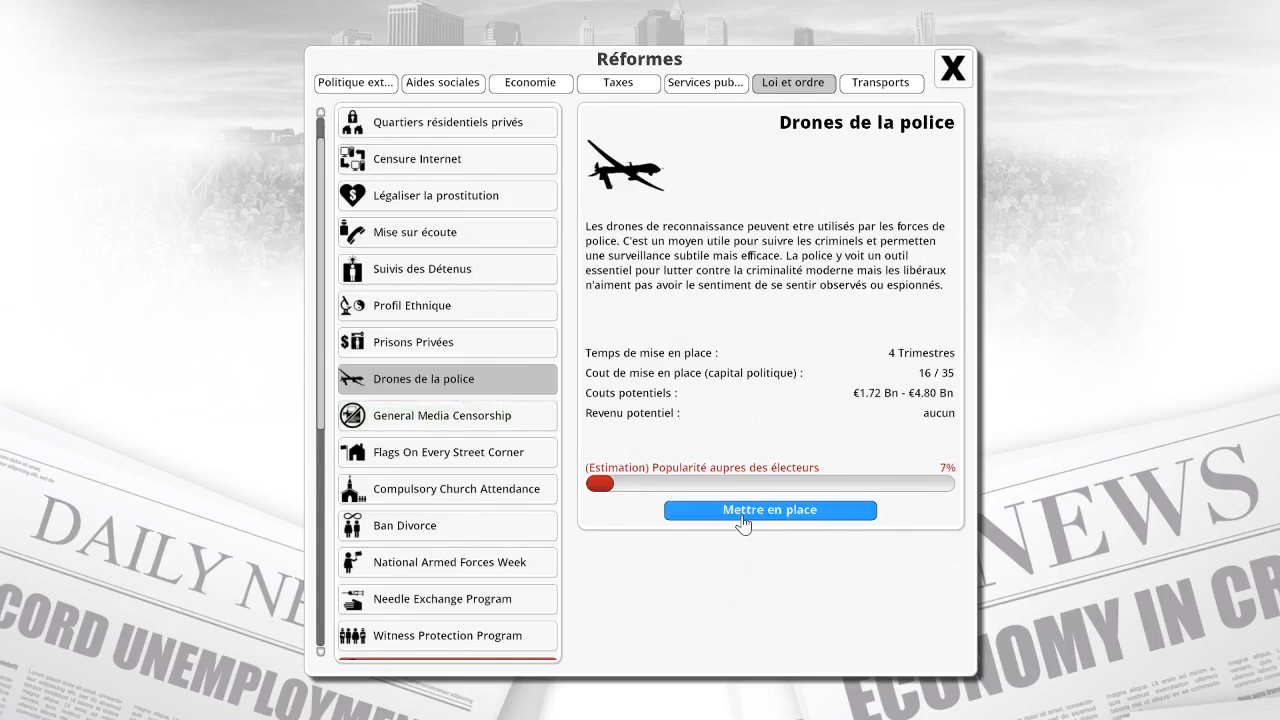 Réformes
X
Politique ext...
Aides sociales
Economie
Taxes
Services pub...
Loi et ordre
Transports
Quartiers résidentiels privés
Censure Internet
Légaliser la prostitution
Mise sur écoute
Suivis des Détenus
Profil Ethnique
Prisons Privées
Drones de la police
General Media Censorship
Flags On Every Street Corner
Compulsory Church Attendance
Ban Divorce
National Armed Forces Week
Needle Exchange Program
Witness Protection Program
Drones de la police
Les drones de reconnaissance peuvent etre utilisés par les forces de
police. C'est un moyen utile pour suivre les criminels et permetten
une surveillance subtile mais efficace. La police y voit un outil
essentiel pour lutter contre la criminalité moderne mais les libéraux
n'aiment pas avoir le sentiment de se sentir observés ou espionnés.
Temps de mise en place : 4 Trimestres
Cout de mise en place (capital politique) : 16 / 35
Couts potentiels : €1.72 Bn - €4.80 Bn
Revenu potentiel : aucun
(Estimation) Popularité aupres des électeurs 7%
Mettre en place
DAILY NE
CORD UNEMPLOYM
NEWS
ECONOMY IN CR